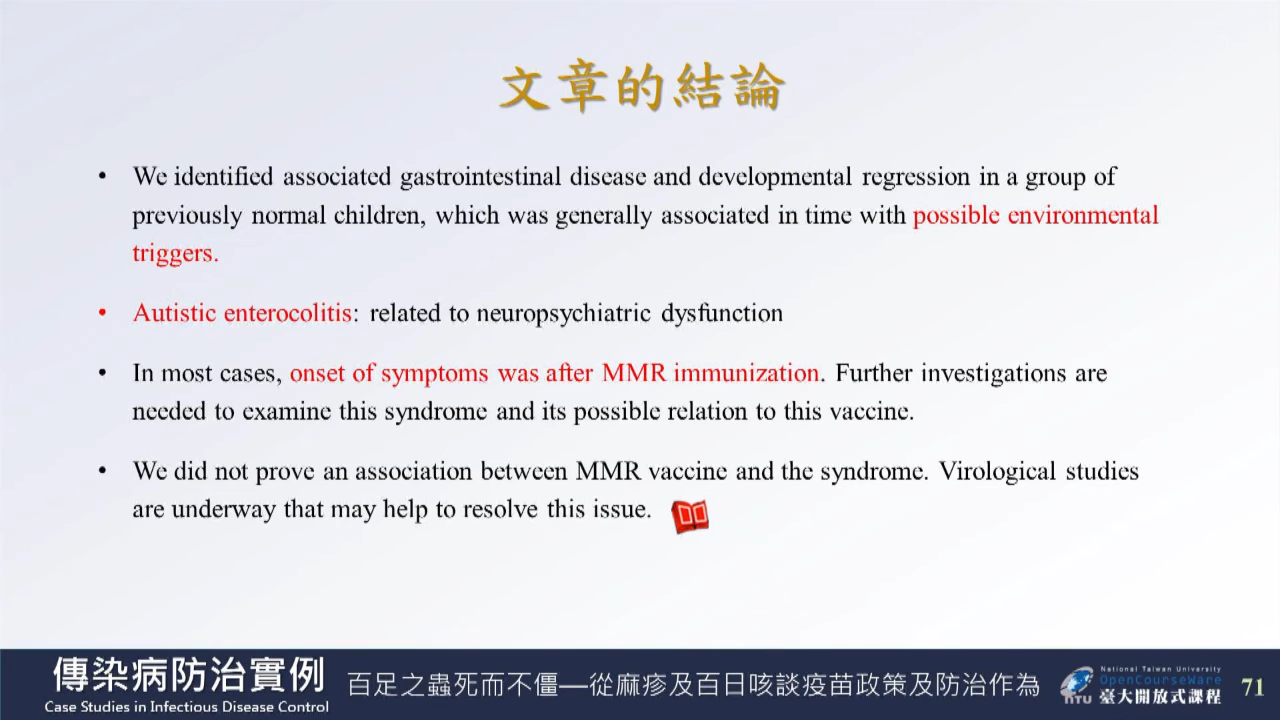 文章的結論
• We identified associated gastrointestinal disease and developmental regression in a group of
previously normal children, which was generally associated in time with possible environmental
triggers.
• Autistic enterocolitis: related to neuropsychiatric dysfunction
• In most cases, onset of symptoms was after MMR immunization. Further investigations are
needed to examine this syndrome and its possible relation to this vaccine.
• We did not prove an association between MMR vaccine and the syndrome. Virological studies
are underway that may help to resolve this issue.
傳染病防治實例
Case Studies in Infectious Disease Control
百足之蟲死而不僵—從麻疹及百日咳談疫苗政策及防治作為
National Taiwan University
OpenCourseWare
NTU 臺大開放式課程
71